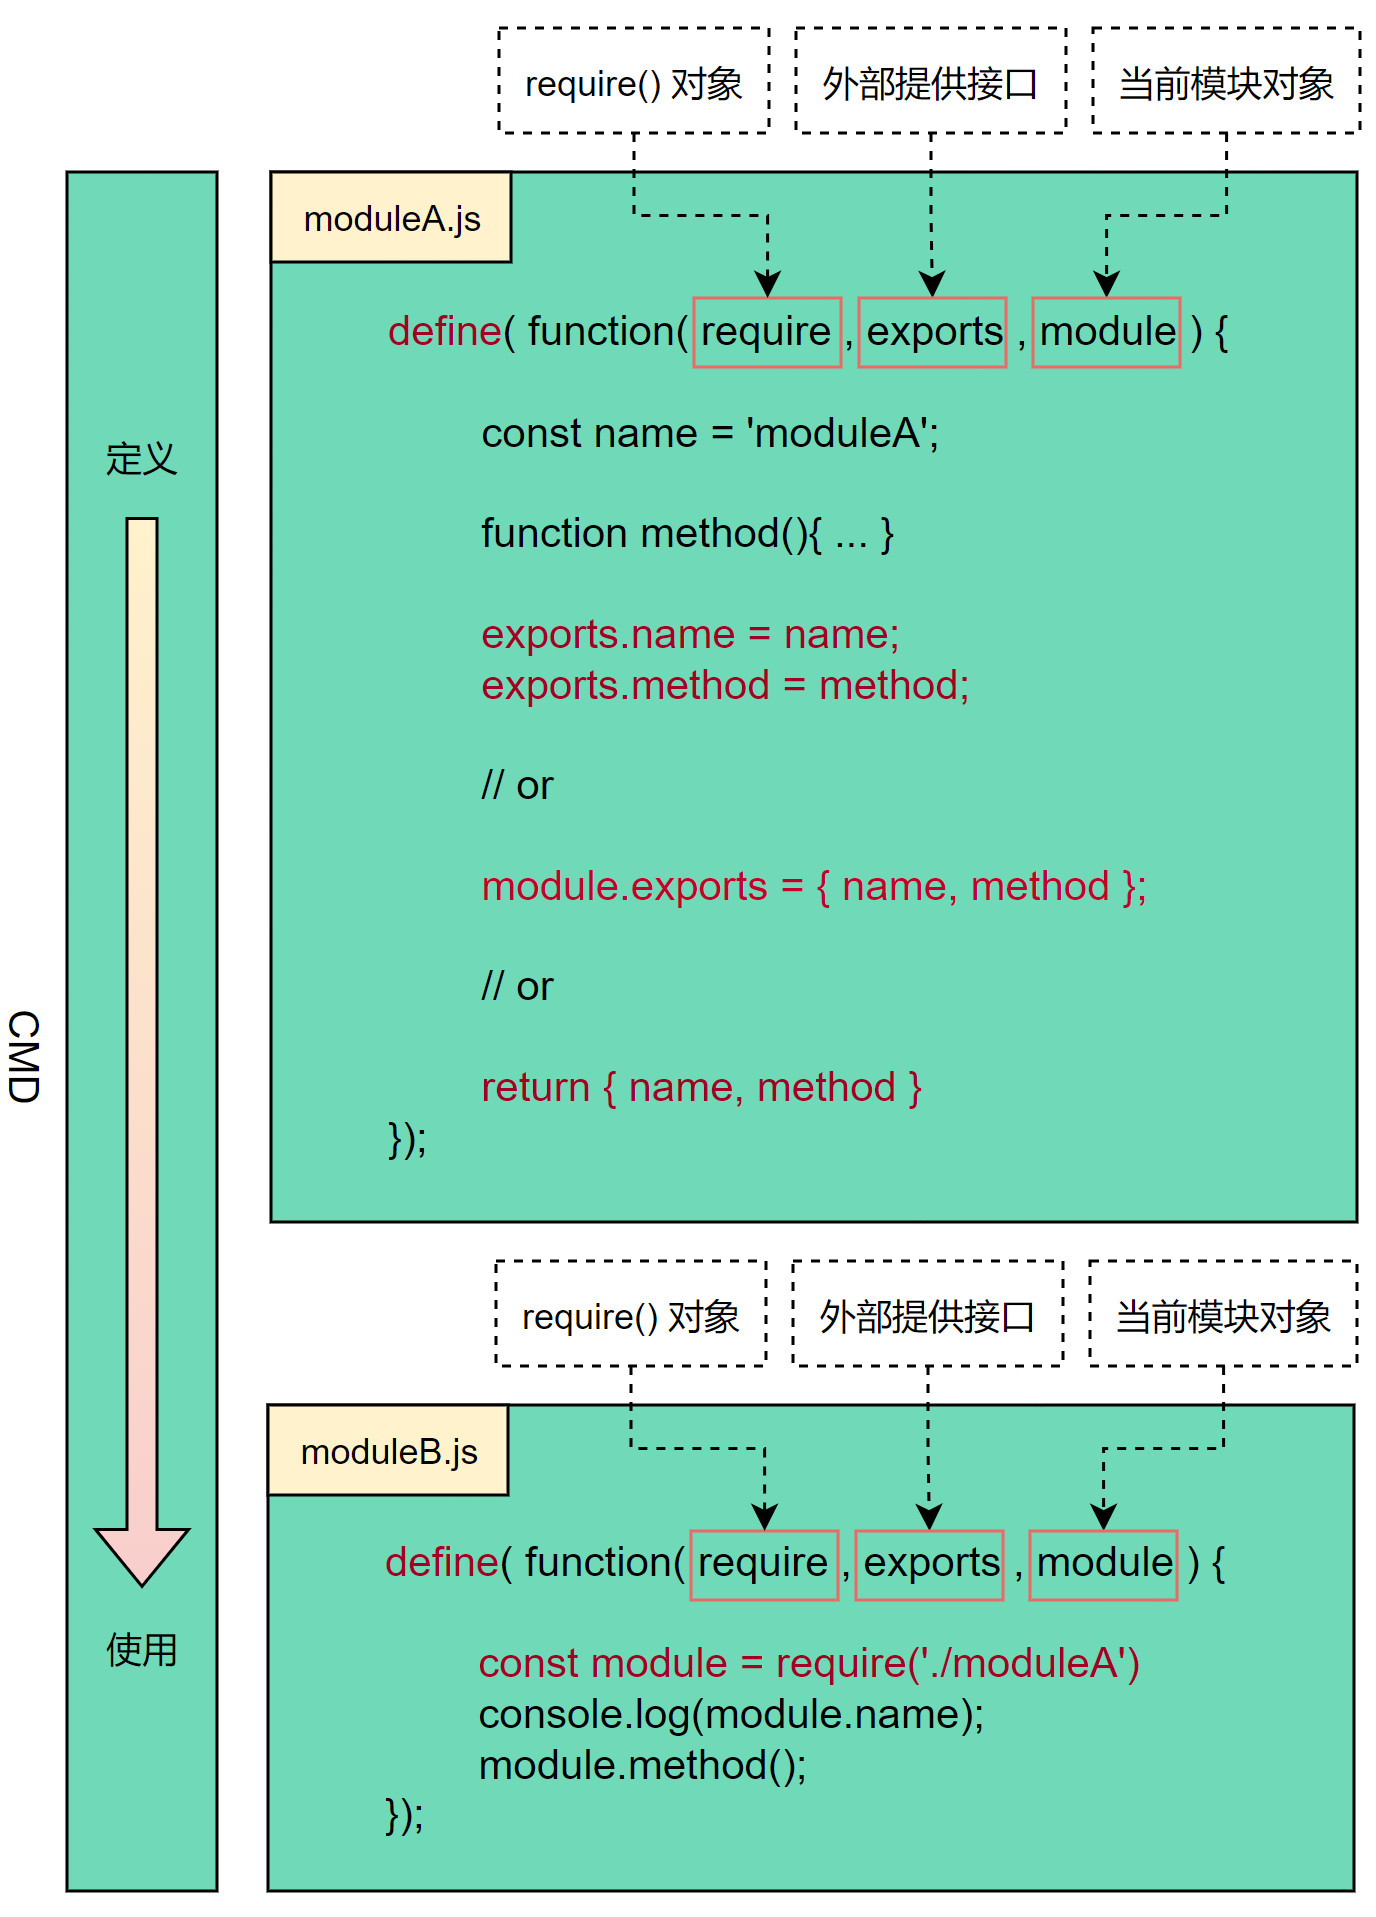 require() 对象
外部提供接口
当前模块对象
moduleA.js
define( function( require , exports , module ) {
const name = 'moduleA';
function method(){ ... }
exports.name = name;
exports.method = method;
// or
module.exports = { name, method };
// or
return { name, method }
});
定义
CMD
使用
require() 对象
外部提供接口
当前模块对象
moduleB.js
define( function( require , exports , module ) {
const module = require('./moduleA')
console.log(module.name);
module.method();
});